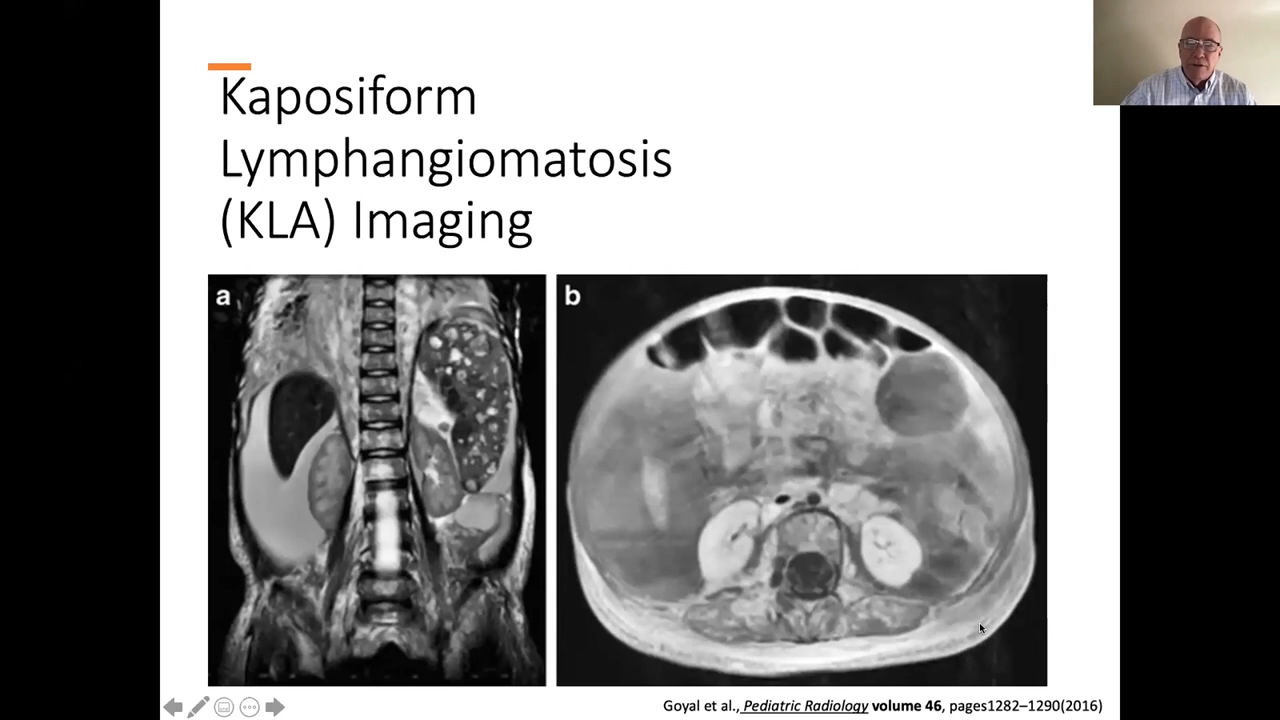 Kaposiform
Lymphangiomatosis
(KLA) Imaging
a
b
Goyal et al., Pediatric Radiology volume 46, pages1282–1290(2016)